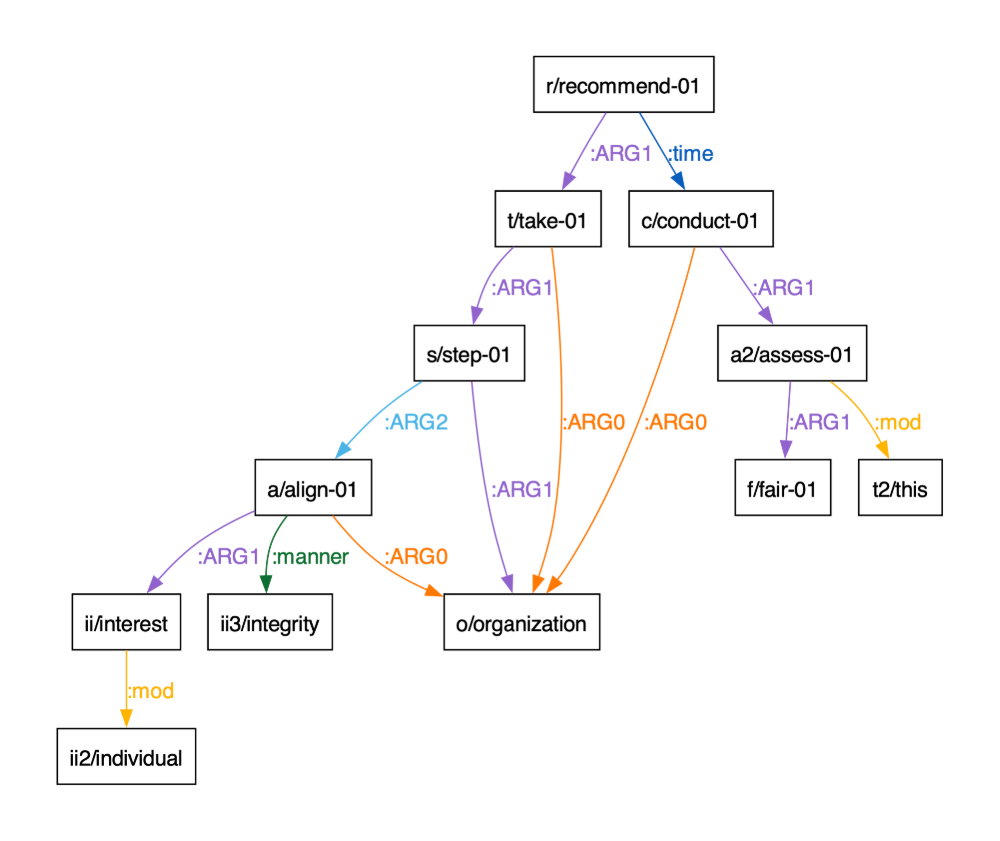 r/recommend-01
:ARG1 :time
t/take-01 c/conduct-01
:ARG1 :ARG1
s/step-01 a2/assess-01
:ARG2 :ARG0 :ARG0 :ARG1 :mod
a/align-01 :ARG1 f/fair-01 t2/this
:ARG1 :manner :ARG0
ii/interest ii3/integrity o/organization
:mod
ii2/individual